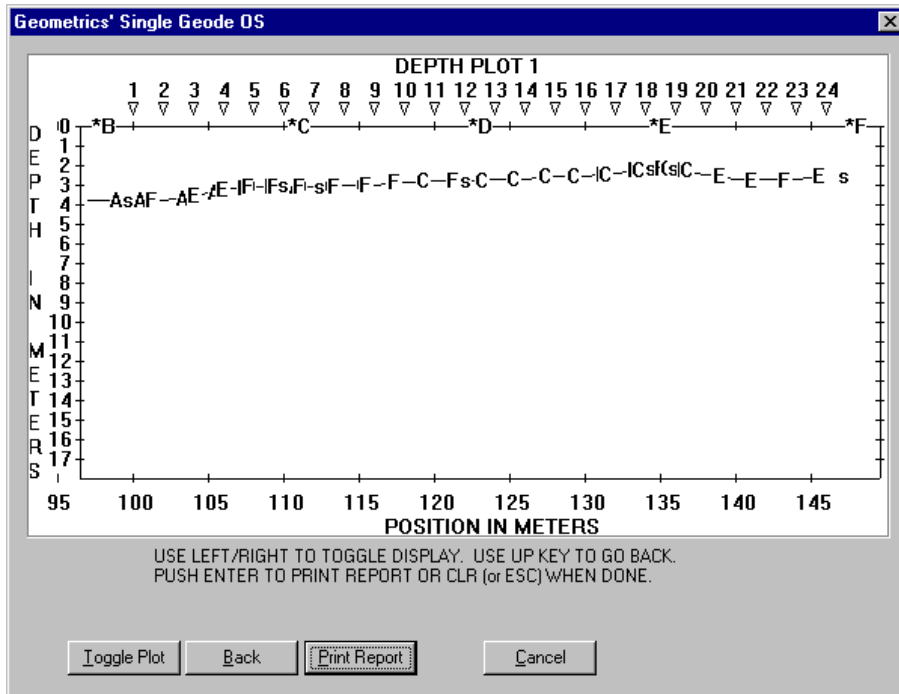 Geometrics' Single Geode OS
DEPTH PLOT 1
1 2 3 4 5 6 7 8 9 10 11 12 13 14 15 16 17 18 19 20 21 22 23 24
*B *C *D *E *F
DEPTH IN METERS
0
1
2
3
4
5
6
7
8
9
10
11
12
13
14
15
16
17
95 100 105 110 115 120 125 130 135 140 145
POSITION IN METERS
USE LEFT/RIGHT TO TOGGLE DISPLAY. USE UP KEY TO GO BACK.
PUSH ENTER TO PRINT REPORT OR CLR (or ESC) WHEN DONE.
Toggle Plot Back Print Report Cancel